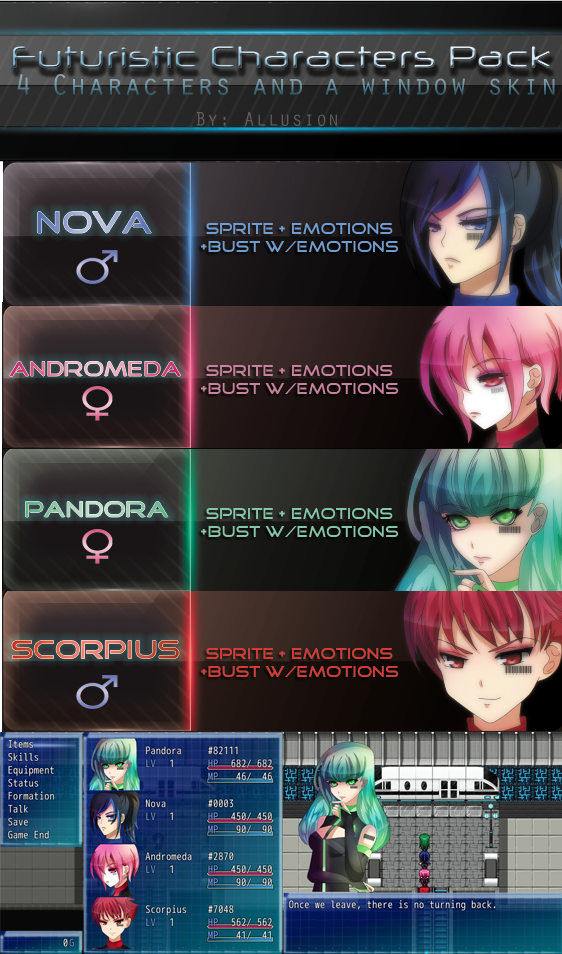 Futuristic Characters Pack
4 Characters and a window skin
By: Allusion
NOVA
SPRITE + EMOTIONS
+BUST W/EMOTIONS
ANDROMEDA
SPRITE + EMOTIONS
+BUST W/EMOTIONS
PANDORA
SPRITE + EMOTIONS
+BUST W/EMOTIONS
SCORPIUS
SPRITE + EMOTIONS
+BUST W/EMOTIONS
Items
Skills
Equipment
Status
Formation
Talk
Save
Game End
0G
Pandora #82111
LV 1 HP 682/ 682
MP 46/ 46
Nova #0003
LV 1 HP 450/ 450
MP 90/ 90
Andromeda #2870
LV 1 HP 450/ 450
MP 90/ 90
Scorpius #7048
LV 1 HP 562/ 562
MP 41/ 41
Once we leave, there is no turning back.